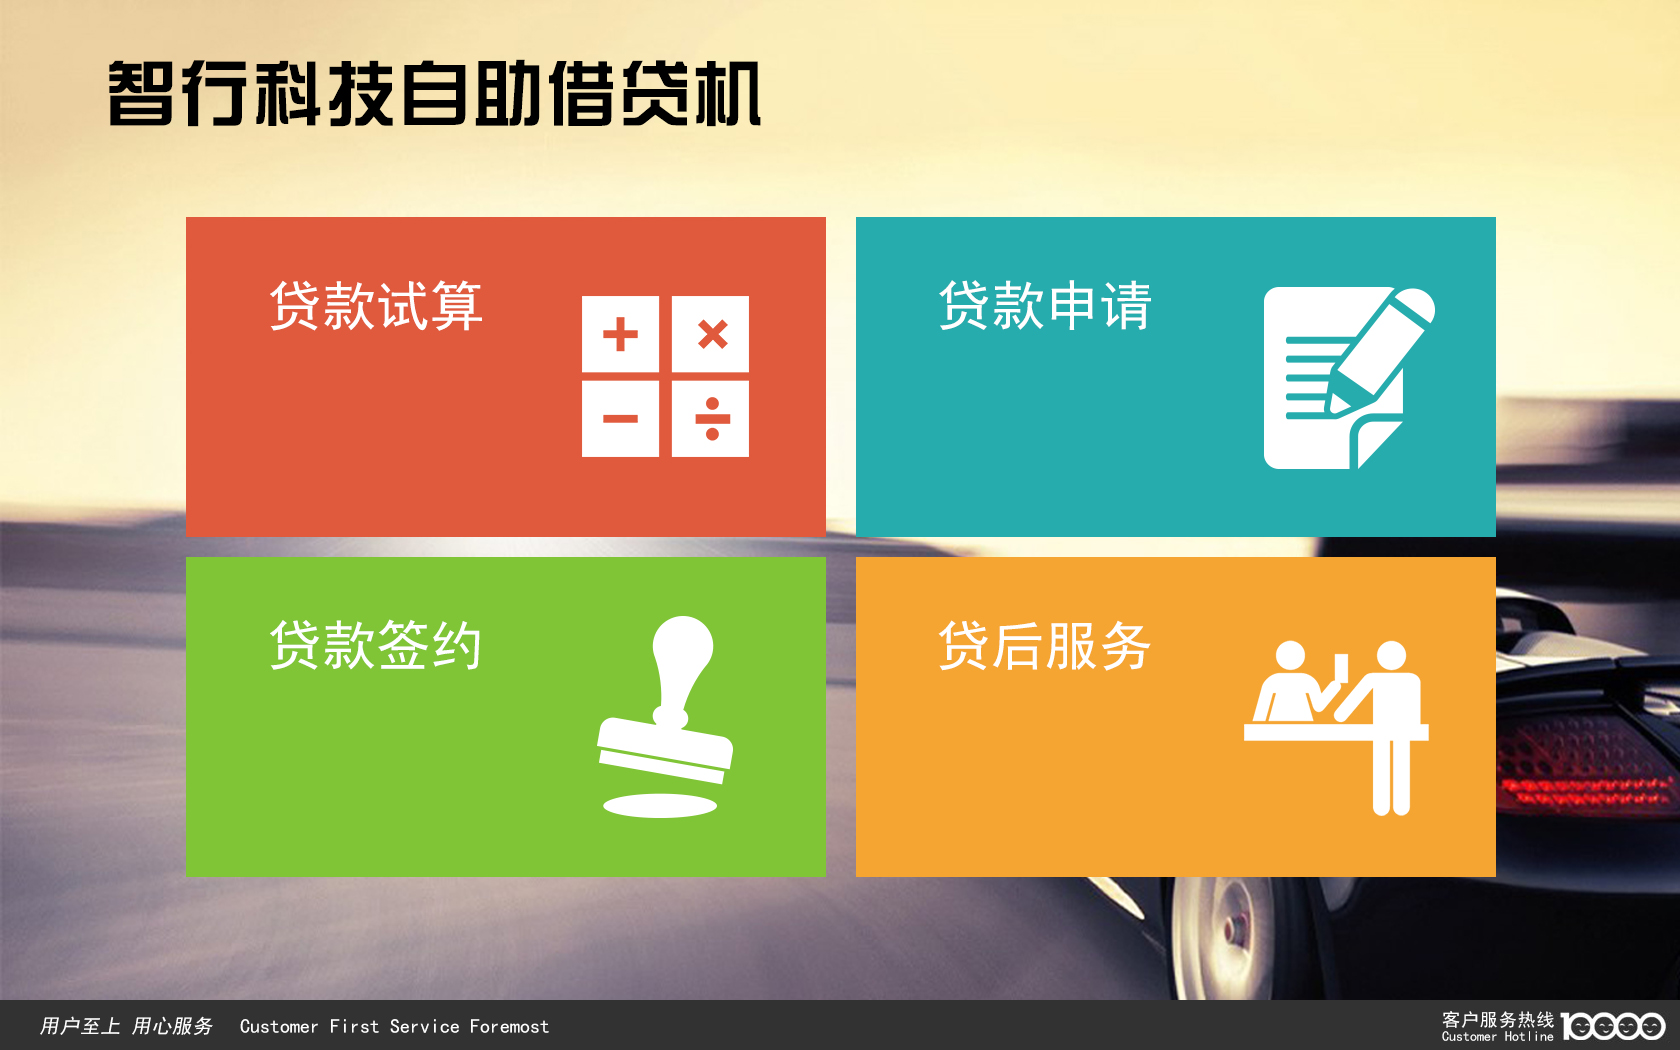 智行科技自助借贷机
贷款试算
贷款申请
贷款签约
贷后服务
用户至上 用心服务 Customer First Service Foremost
客户服务热线 10000
Customer Hotline